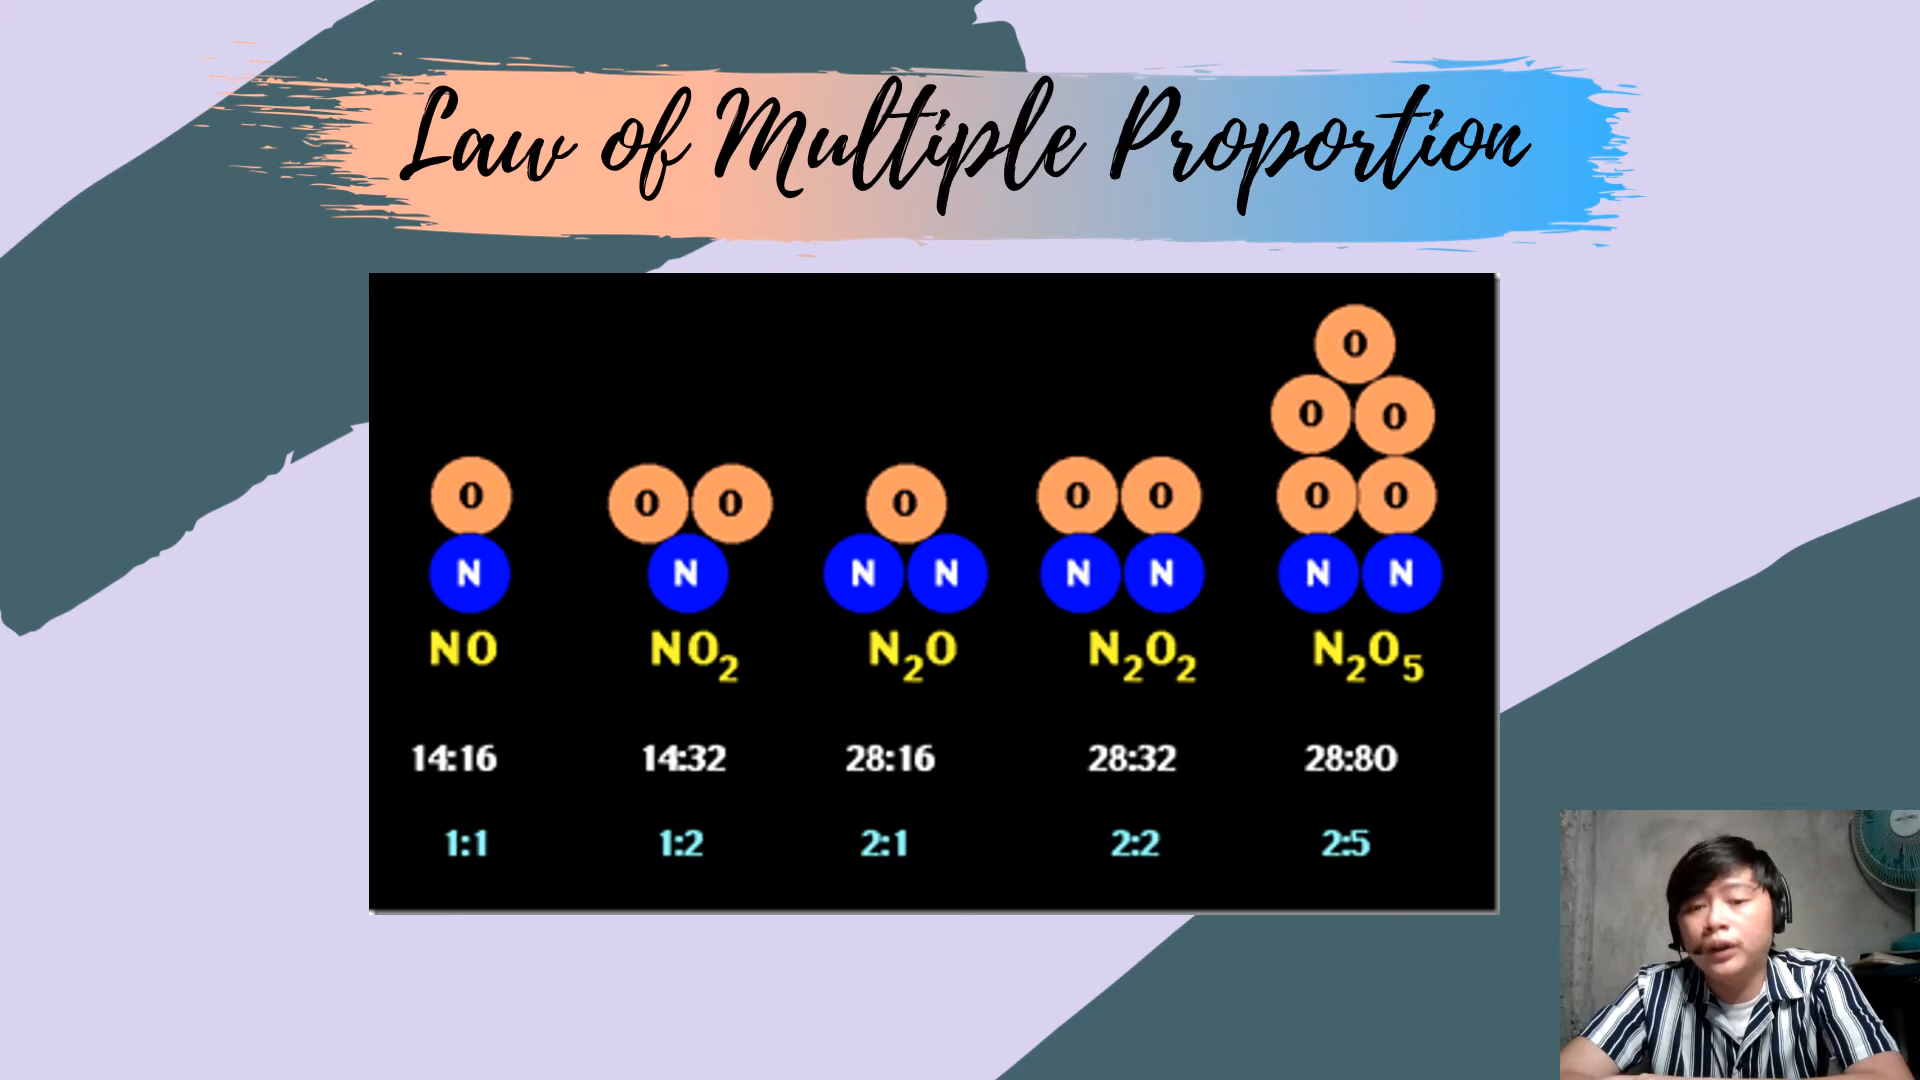 Law of Multiple Proportion
O
O O
O O O O O O O O
N N N N N N N N
NO NO₂ N₂O N₂O₂ N₂O₅
14:16 14:32 28:16 28:32 28:80
1:1 1:2 2:1 2:2 2:5